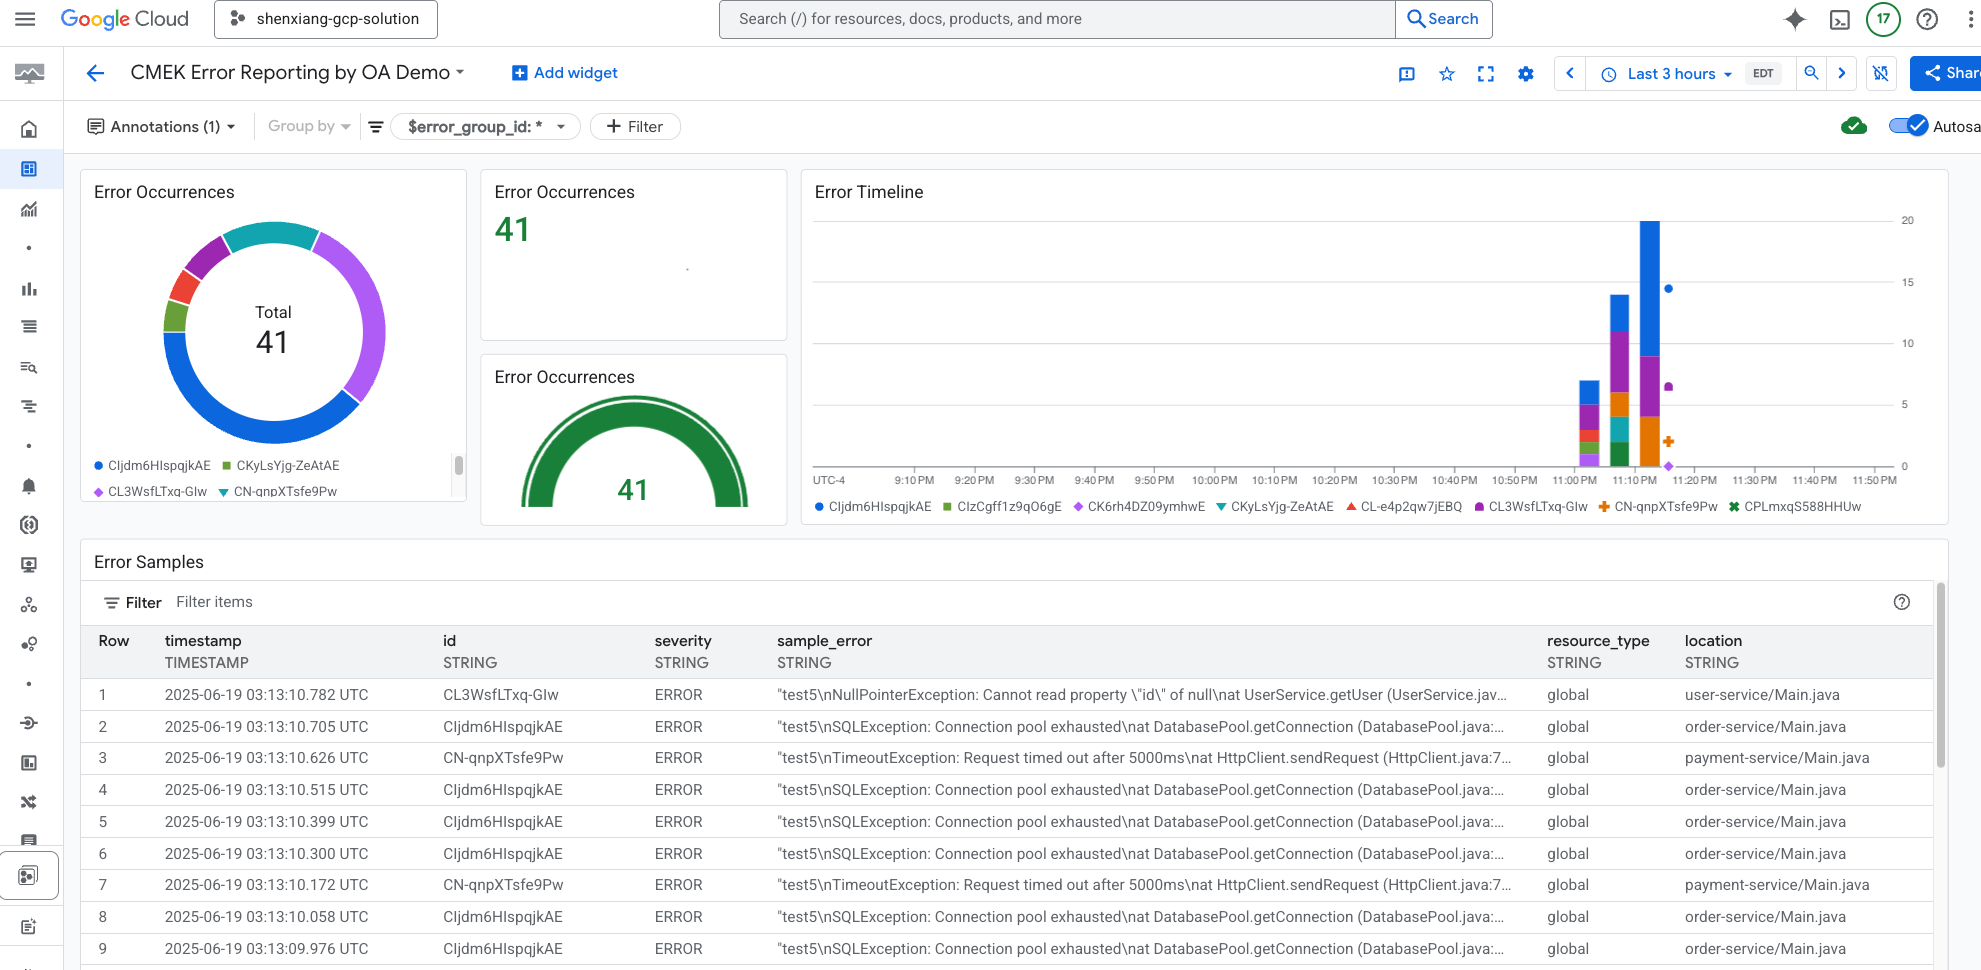 Google Cloud
shenxiang-gcp-solution
Search (/) for resources, docs, products, and more
Search
17
CMEK Error Reporting by OA Demo
Add widget
Last 3 hours
EDT
Shar
Annotations (1)
Group by
$error_group_id: *
Filter
Autosa
Error Occurrences
Total
41
CIjdm6HIspqjkAE
CKyLsYjg-ZeAtAE
CL3WsfLTxq-GIw
CN-qnpXTsfe9Pw
Error Occurrences
41
Error Occurrences
41
Error Timeline
20
15
10
5
0
UTC-4
9:10 PM
9:20 PM
9:30 PM
9:40 PM
9:50 PM
10:00 PM
10:10 PM
10:20 PM
10:30 PM
10:40 PM
10:50 PM
11:00 PM
11:10 PM
11:20 PM
11:30 PM
11:40 PM
11:50 PM
CIjdm6HIspqjkAE
CIzCgff1z9qO6gE
CK6rh4DZ09ymhwE
CKyLsYjg-ZeAtAE
CL-e4p2qw7jEBQ
CL3WsfLTxq-GIw
CN-qnpXTsfe9Pw
CPLmxqS588HHUw
Error Samples
Filter Filter items
Row timestamp id severity sample_error resource_type location
TIMESTAMP STRING STRING STRING STRING STRING
1 2025-06-19 03:13:10.782 UTC CL3WsfLTxq-GIw ERROR "test5\nNullPointerException: Cannot read property \"id\" of null\nat UserService.getUser (UserService.jav... global user-service/Main.java
2 2025-06-19 03:13:10.705 UTC CIjdm6HIspqjkAE ERROR "test5\nSQLException: Connection pool exhausted\nat DatabasePool.getConnection (DatabasePool.java:... global order-service/Main.java
3 2025-06-19 03:13:10.626 UTC CN-qnpXTsfe9Pw ERROR "test5\nTimeoutException: Request timed out after 5000ms\nat HttpClient.sendRequest (HttpClient.java:7... global payment-service/Main.java
4 2025-06-19 03:13:10.515 UTC CIjdm6HIspqjkAE ERROR "test5\nSQLException: Connection pool exhausted\nat DatabasePool.getConnection (DatabasePool.java:... global order-service/Main.java
5 2025-06-19 03:13:10.399 UTC CIjdm6HIspqjkAE ERROR "test5\nSQLException: Connection pool exhausted\nat DatabasePool.getConnection (DatabasePool.java:... global order-service/Main.java
6 2025-06-19 03:13:10.300 UTC CIjdm6HIspqjkAE ERROR "test5\nSQLException: Connection pool exhausted\nat DatabasePool.getConnection (DatabasePool.java:... global order-service/Main.java
7 2025-06-19 03:13:10.172 UTC CN-qnpXTsfe9Pw ERROR "test5\nTimeoutException: Request timed out after 5000ms\nat HttpClient.sendRequest (HttpClient.java:7... global payment-service/Main.java
8 2025-06-19 03:13:10.058 UTC CIjdm6HIspqjkAE ERROR "test5\nSQLException: Connection pool exhausted\nat DatabasePool.getConnection (DatabasePool.java:... global order-service/Main.java
9 2025-06-19 03:13:09.976 UTC CIjdm6HIspqjkAE ERROR "test5\nSQLException: Connection pool exhausted\nat DatabasePool.getConnection (DatabasePool.java:... global order-service/Main.java